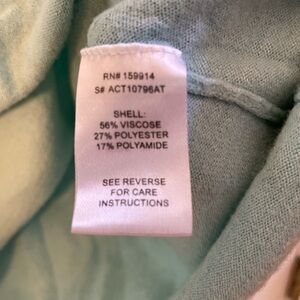 RN# 159914
S# ACT10796AT
SHELL:
56% VISCOSE
27% POLYESTER
17% POLYAMIDE
SEE REVERSE
FOR CARE
INSTRUCTIONS